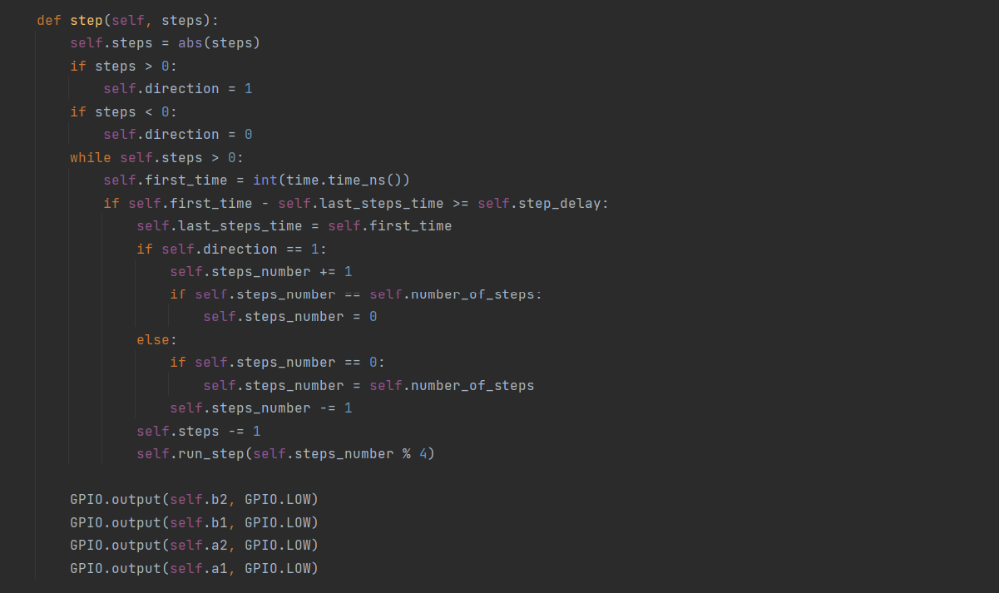 def step(self, steps):
    self.steps = abs(steps)
    if steps > 0:
        self.direction = 1
    if steps < 0:
        self.direction = 0
    while self.steps > 0:
        self.first_time = int(time.time_ns())
        if self.first_time - self.last_steps_time >= self.step_delay:
            self.last_steps_time = self.first_time
            if self.direction == 1:
                self.steps_number += 1
                if self.steps_number == self.number_of_steps:
                    self.steps_number = 0
            else:
                if self.steps_number == 0:
                    self.steps_number = self.number_of_steps
                self.steps_number -= 1
            self.steps -= 1
            self.run_step(self.steps_number % 4)

    GPIO.output(self.b2, GPIO.LOW)
    GPIO.output(self.b1, GPIO.LOW)
    GPIO.output(self.a2, GPIO.LOW)
    GPIO.output(self.a1, GPIO.LOW)